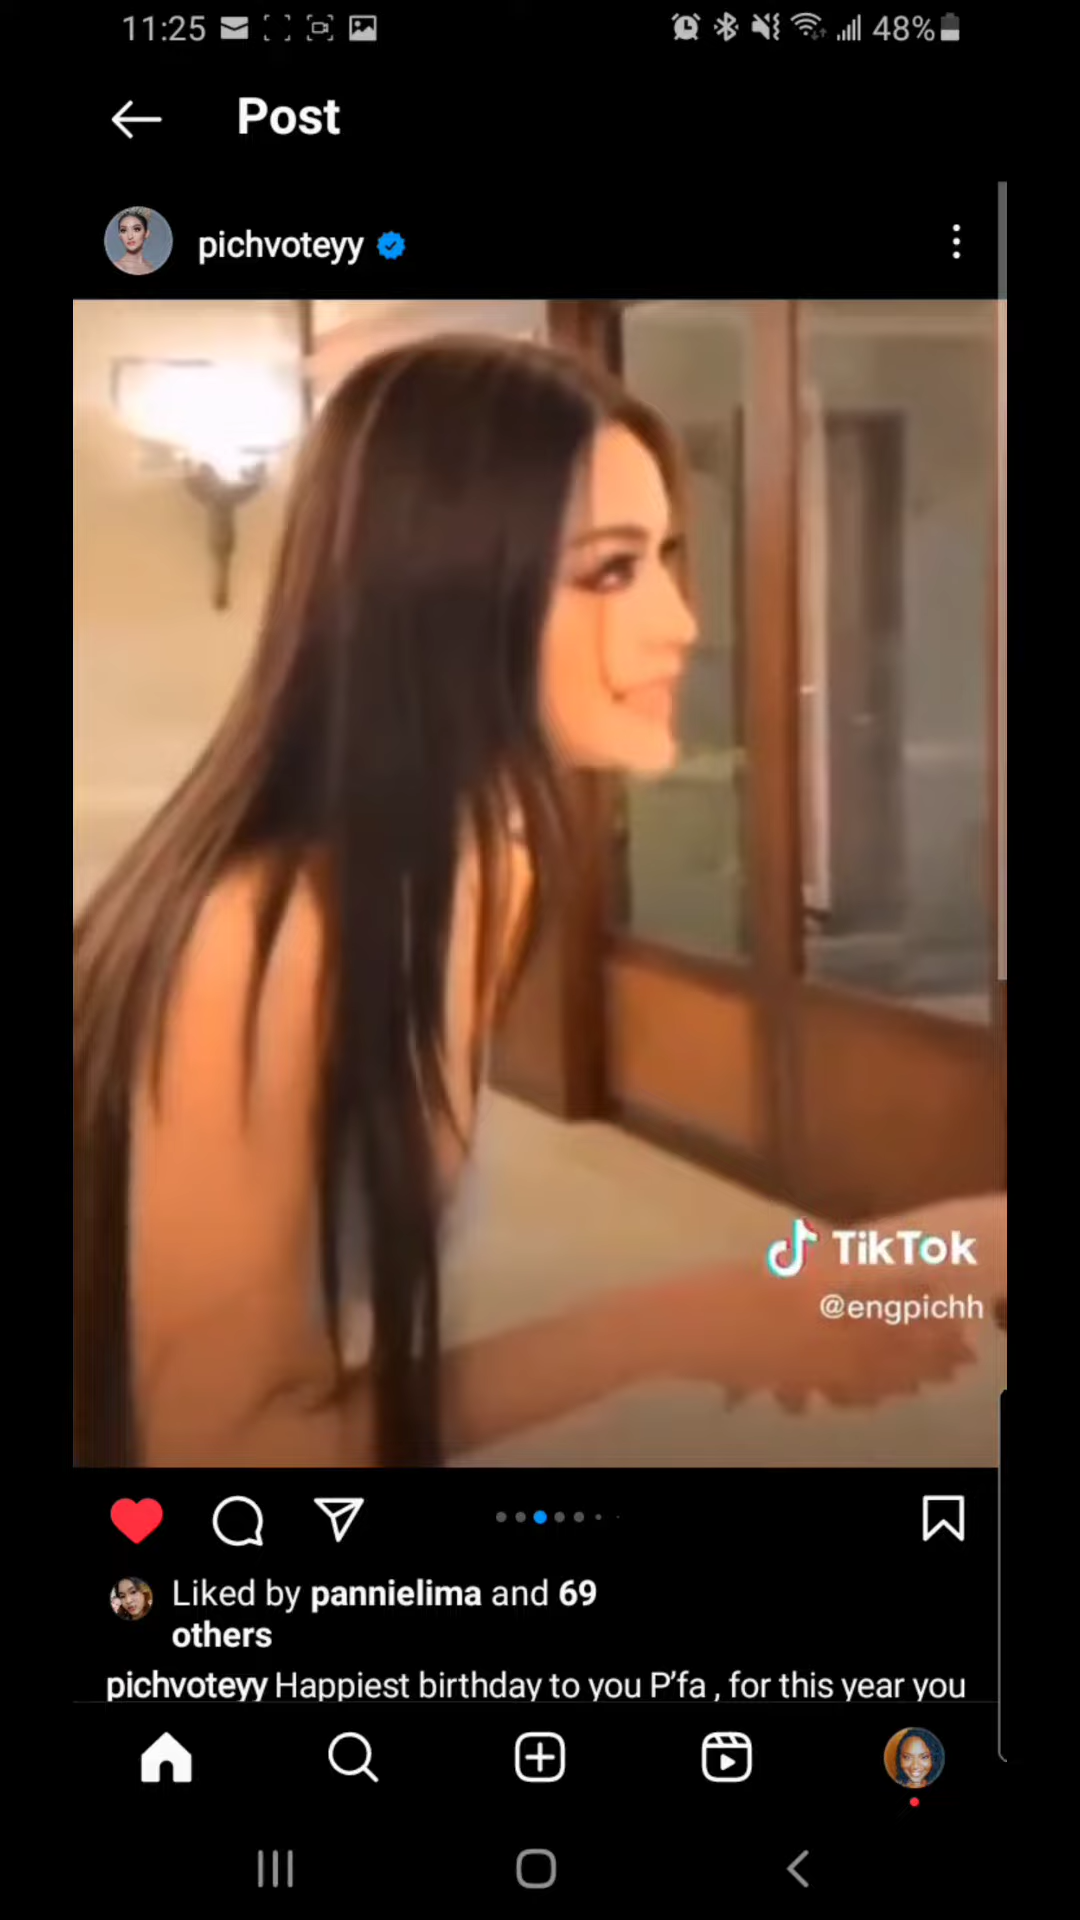 11:25 48%
Post
pichvoteyy
TikTok
@engpichh
Liked by pannielima and 69
others
pichvoteyy Happiest birthday to you P'fa , for this year you